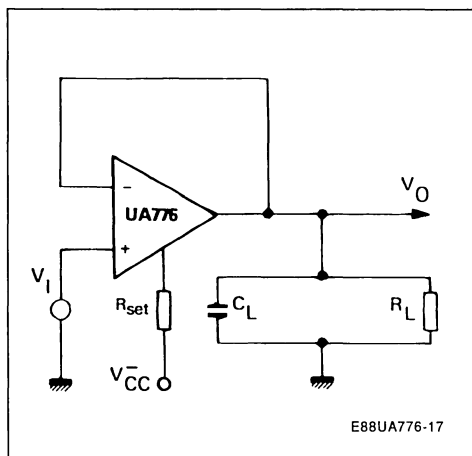 −
UA776
+
V_O
V_I
R_set
C_L
R_L
V_CC^−
E88UA776-17